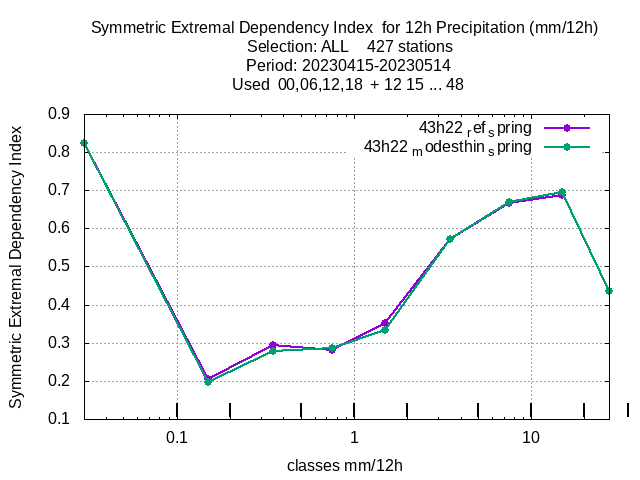 Symmetric Extremal Dependency Index  for 12h Precipitation (mm/12h)
Selection: ALL    427 stations
Period: 20230415-20230514
Used  00,06,12,18  + 12 15 ... 48
43h22 ref spring
43h22 modesthin spring
0.9
0.8
0.7
0.6
0.5
0.4
0.3
0.2
0.1
Symmetric Extremal Dependency Index
0.1
1
10
classes mm/12h